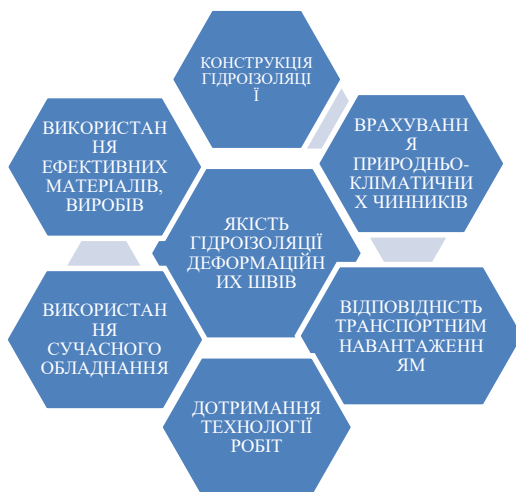 КОНСТРУКЦІЯ
ГІДРОІЗОЛЯЦІ
Ї
ВИКОРИСТАН
НЯ
ЕФЕКТИВНИХ
МАТЕРІАЛІВ,
ВИРОБІВ
ВРАХУВАНН
Я
ПРИРОДНЬО-
КЛІМАТИЧНИ
Х ЧИННИКІВ
ЯКІСТЬ
ГІДРОІЗОЛЯЦІЇ
ДЕФОРМАЦІЙН
ИХ ШВІВ
ВИКОРИСТАН
НЯ
СУЧАСНОГО
ОБЛАДНАННЯ
ВІДПОВІДНІСТЬ
ТРАНСПОРТНИМ
НАВАНТАЖЕНН
ЯМ
ДОТРИМАННЯ
ТЕХНОЛОГІЇ
РОБІТ